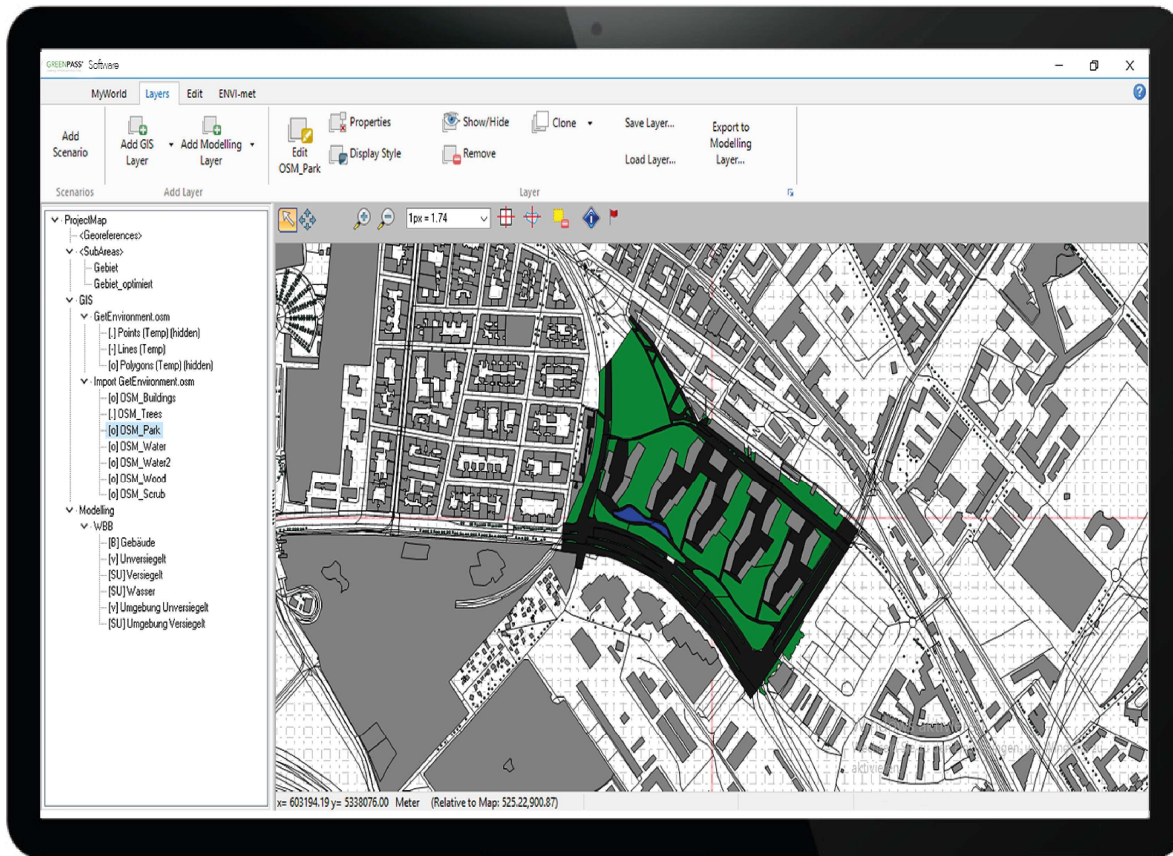 GREENPASS® Software
MyWorld Layers Edit ENVI-met
Add Scenario
Add GIS Layer
Add Modelling Layer
Edit OSM_Park
Properties
Display Style
Show/Hide
Remove
Clone
Save Layer...
Load Layer...
Export to Modelling Layer...
Scenarios
Add Layer
Layer
1px = 1.74
ProjectMap
<Georeferences>
<SubAreas>
Gebiet
Gebiet_optimiert
GIS
GetEnvironment.osm
[.] Points (Temp) (hidden)
[-] Lines (Temp)
[o] Polygons (Temp) (hidden)
Import GetEnvironment.osm
[o] OSM_Buildings
[.] OSM_Trees
[o] OSM_Park
[o] OSM_Water
[o] OSM_Water2
[o] OSM_Wood
[o] OSM_Scrub
Modelling
WBB
[B] Gebäude
[v] Unversiegelt
[SU] Versiegelt
[SU] Wasser
[v] Umgebung Unversiegelt
[SU] Umgebung Versiegelt
x= 603194.19 y= 5338076.00 Meter (Relative to Map: 525.22,900.87)